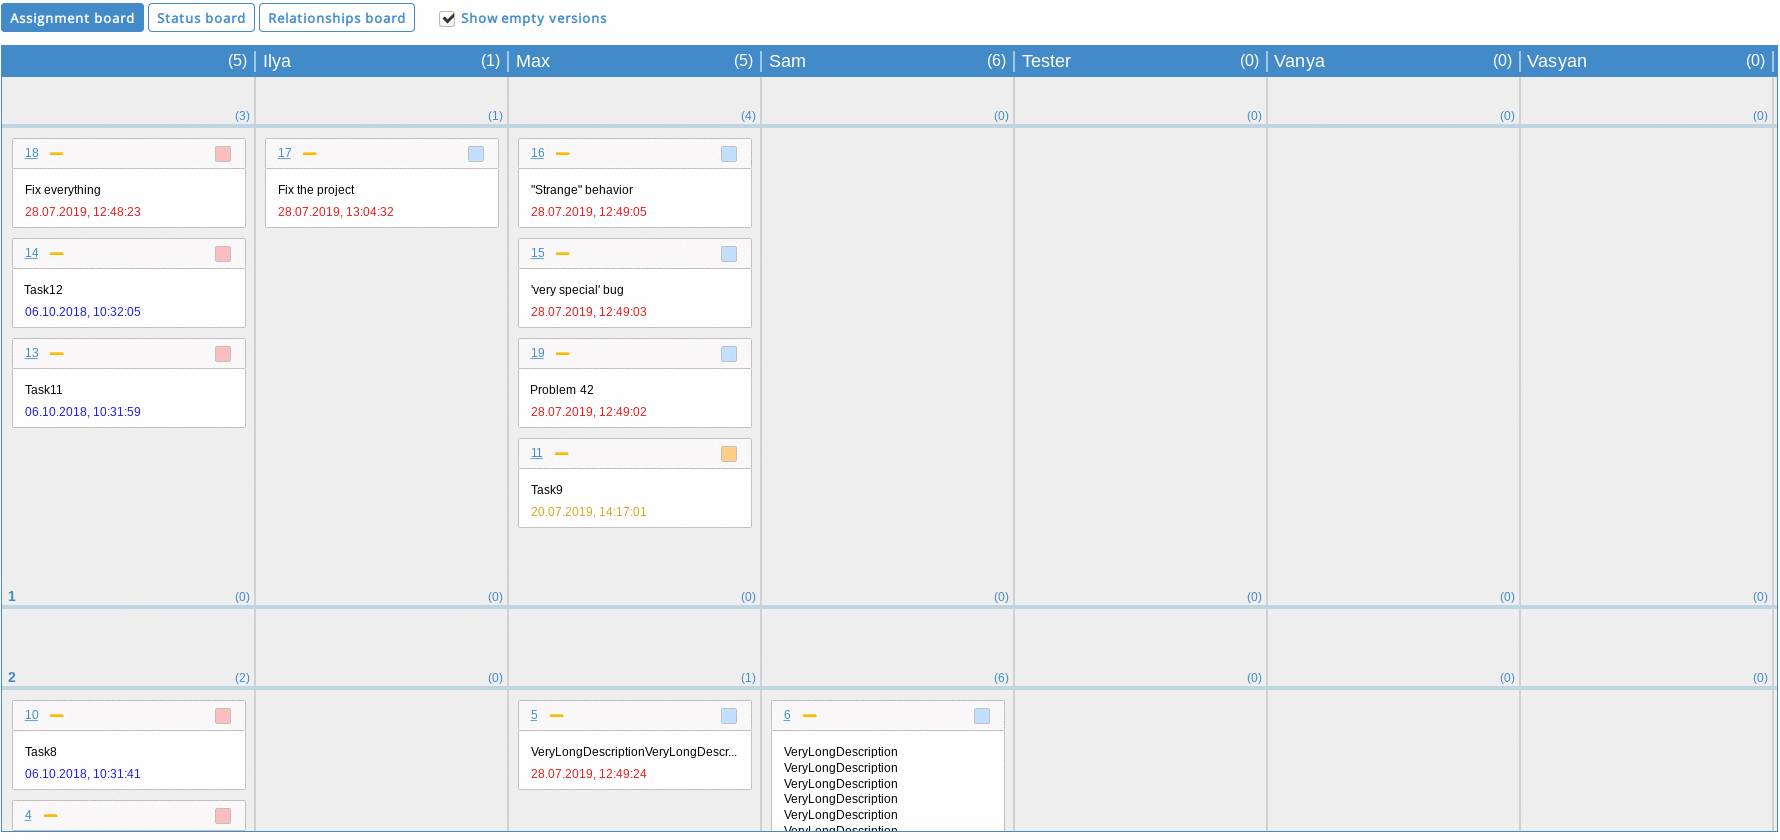 Assignment board Status board Relationships board Show empty versions
(5) Ilya (1) Max (5) Sam (6) Tester (0) Vanya (0) Vasyan (0)
(3) (1) (4) (0) (0) (0) (0)
18 17 16
Fix everything Fix the project "Strange" behavior
28.07.2019, 12:48:23 28.07.2019, 13:04:32 28.07.2019, 12:49:05
14 15
Task12 'very special' bug
06.10.2018, 10:32:05 28.07.2019, 12:49:03
13 19
Task11 Problem 42
06.10.2018, 10:31:59 28.07.2019, 12:49:02
11
Task9
20.07.2019, 14:17:01
1 (0) (0) (0) (0) (0) (0) (0)
2 (2) (0) (1) (6) (0) (0) (0)
10 5 6
Task8 VeryLongDescriptionVeryLongDescr... VeryLongDescription
06.10.2018, 10:31:41 28.07.2019, 12:49:24 VeryLongDescription
VeryLongDescription
VeryLongDescription
4 VeryLongDescription
VeryLongDescription